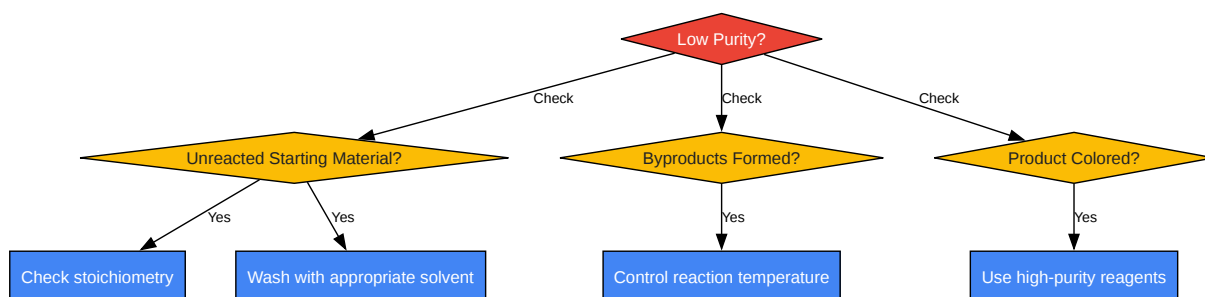 Low Purity?
Check
Check
Check
Unreacted Starting Material?
Byproducts Formed?
Product Colored?
Yes
Yes
Yes
Yes
Check stoichiometry
Wash with appropriate solvent
Control reaction temperature
Use high-purity reagents